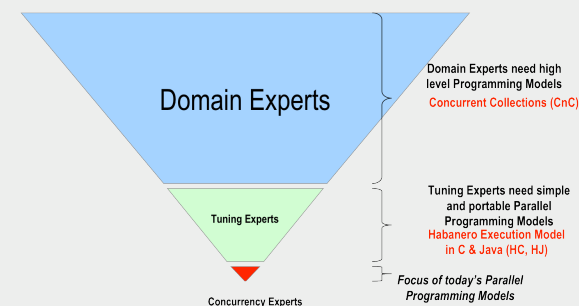 Domain Experts
Domain Experts need high
level Programming Models
Concurrent Collections (CnC)
Tuning Experts
Tuning Experts need simple
and portable Parallel
Programming Models
Habanero Execution Model
in C & Java (HC, HJ)
Focus of today's Parallel
Programming Models
Concurrency Experts